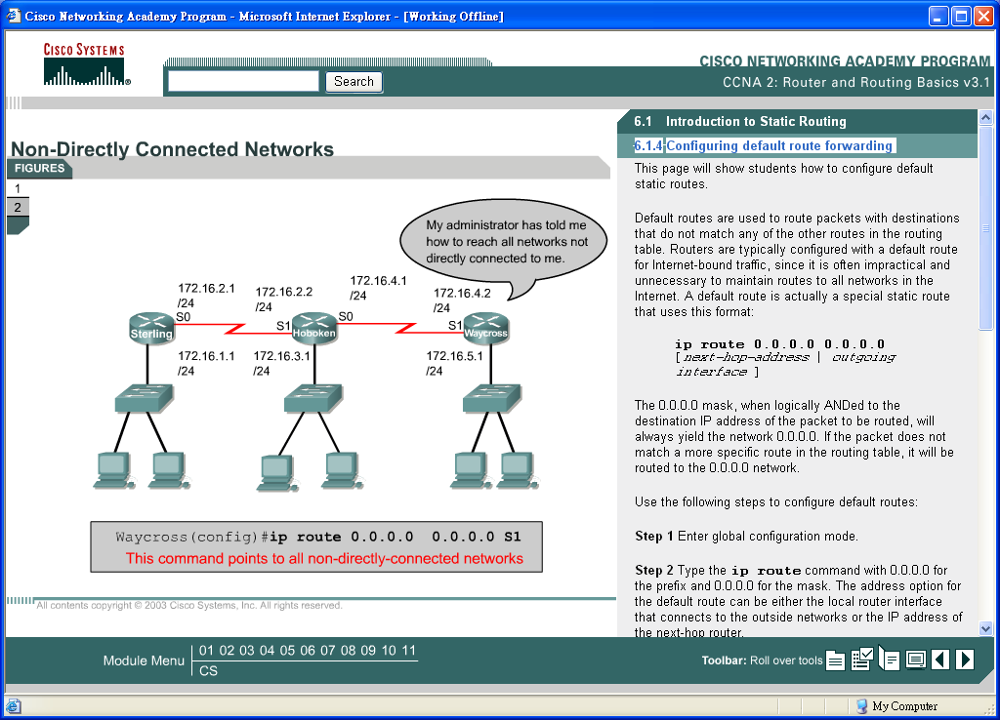 Cisco Networking Academy Program - Microsoft Internet Explorer - [Working Offline]
CISCO SYSTEMS
Search
CISCO NETWORKING ACADEMY PROGRAM
CCNA 2: Router and Routing Basics v3.1
Non-Directly Connected Networks
FIGURES
1
2
My administrator has told me
how to reach all networks not
directly connected to me.
172.16.2.1
/24
172.16.2.2
/24
172.16.4.1
/24
172.16.4.2
/24
S0
S1
S0
S1
Sterling
Hoboken
Waycross
172.16.1.1
/24
172.16.3.1
/24
172.16.5.1
/24
Waycross(config)#ip route 0.0.0.0 0.0.0.0 S1
This command points to all non-directly-connected networks
All contents copyright © 2003 Cisco Systems, Inc. All rights reserved.
6.1 Introduction to Static Routing
6.1.4 Configuring default route forwarding
This page will show students how to configure default
static routes.
Default routes are used to route packets with destinations
that do not match any of the other routes in the routing
table. Routers are typically configured with a default route
for Internet-bound traffic, since it is often impractical and
unnecessary to maintain routes to all networks in the
Internet. A default route is actually a special static route
that uses this format:
ip route 0.0.0.0 0.0.0.0
[next-hop-address | outgoing
interface ]
The 0.0.0.0 mask, when logically ANDed to the
destination IP address of the packet to be routed, will
always yield the network 0.0.0.0. If the packet does not
match a more specific route in the routing table, it will be
routed to the 0.0.0.0 network.
Use the following steps to configure default routes:
Step 1 Enter global configuration mode.
Step 2 Type the ip route command with 0.0.0.0 for
the prefix and 0.0.0.0 for the mask. The address option for
the default route can be either the local router interface
that connects to the outside networks or the IP address of
the next-hop router.
Module Menu
01 02 03 04 05 06 07 08 09 10 11
CS
Toolbar: Roll over tools
My Computer